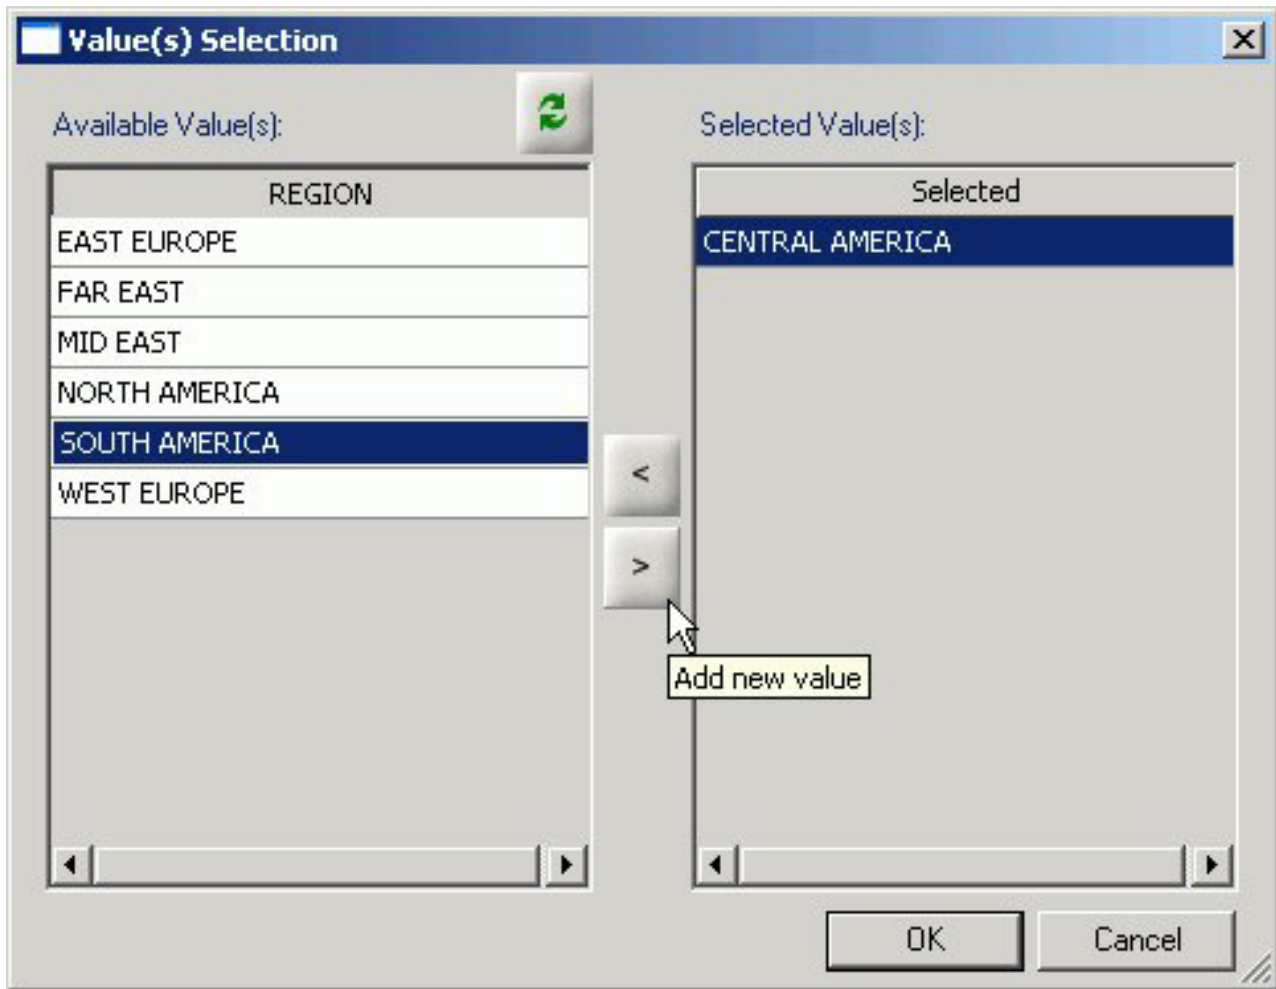 Value(s) Selection
Available Value(s):
REGION
EAST EUROPE
FAR EAST
MID EAST
NORTH AMERICA
SOUTH AMERICA
WEST EUROPE
<
>
Add new value
Selected Value(s):
Selected
CENTRAL AMERICA
OK
Cancel